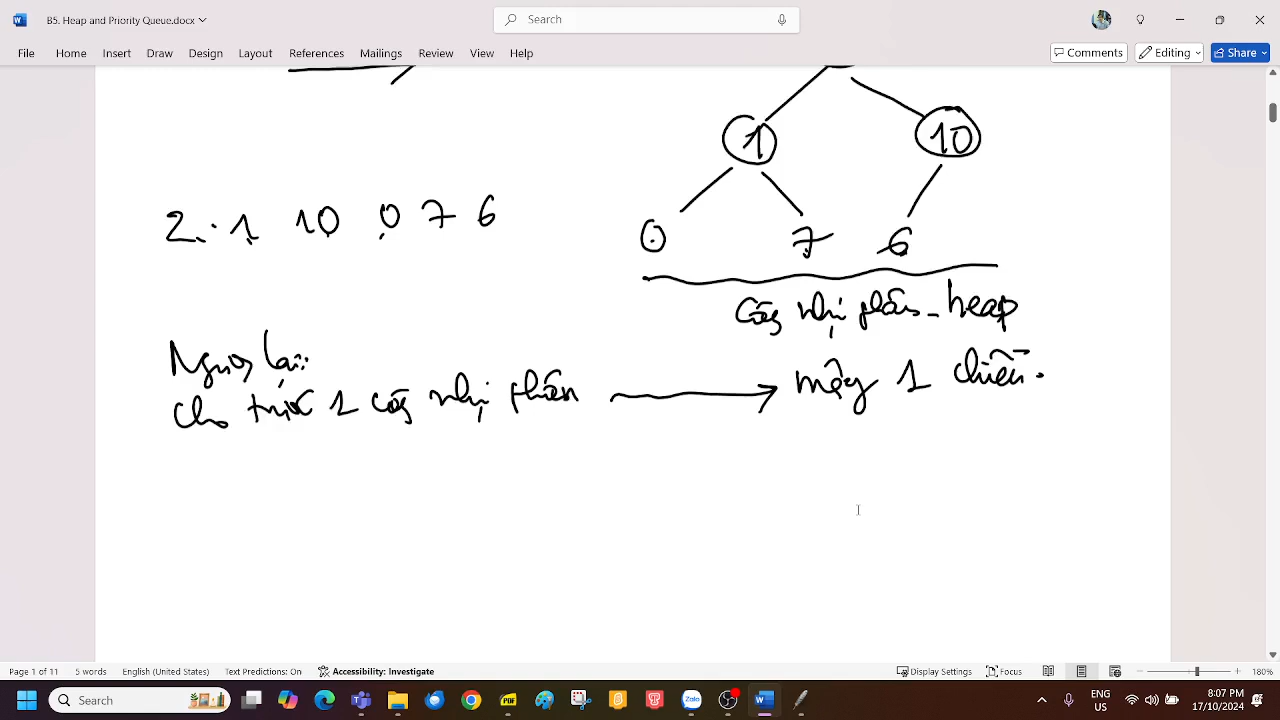 B5. Heap and Priority Queue.docx
Search
File Home Insert Draw Design Layout References Mailings Review View Help
Comments Editing Share
1 10
2. 1 10 0 7 6
0 7 6
Cây nhị phân - heap
Ngược lại:
Cho trước 1 cây nhị phân → mảng 1 chiều.
Page 1 of 11 5 words English (United States) Text Predictions: On Accessibility: Investigate Display Settings Focus 180%
Search PDF Zalo ENG US 8:07 PM 17/10/2024